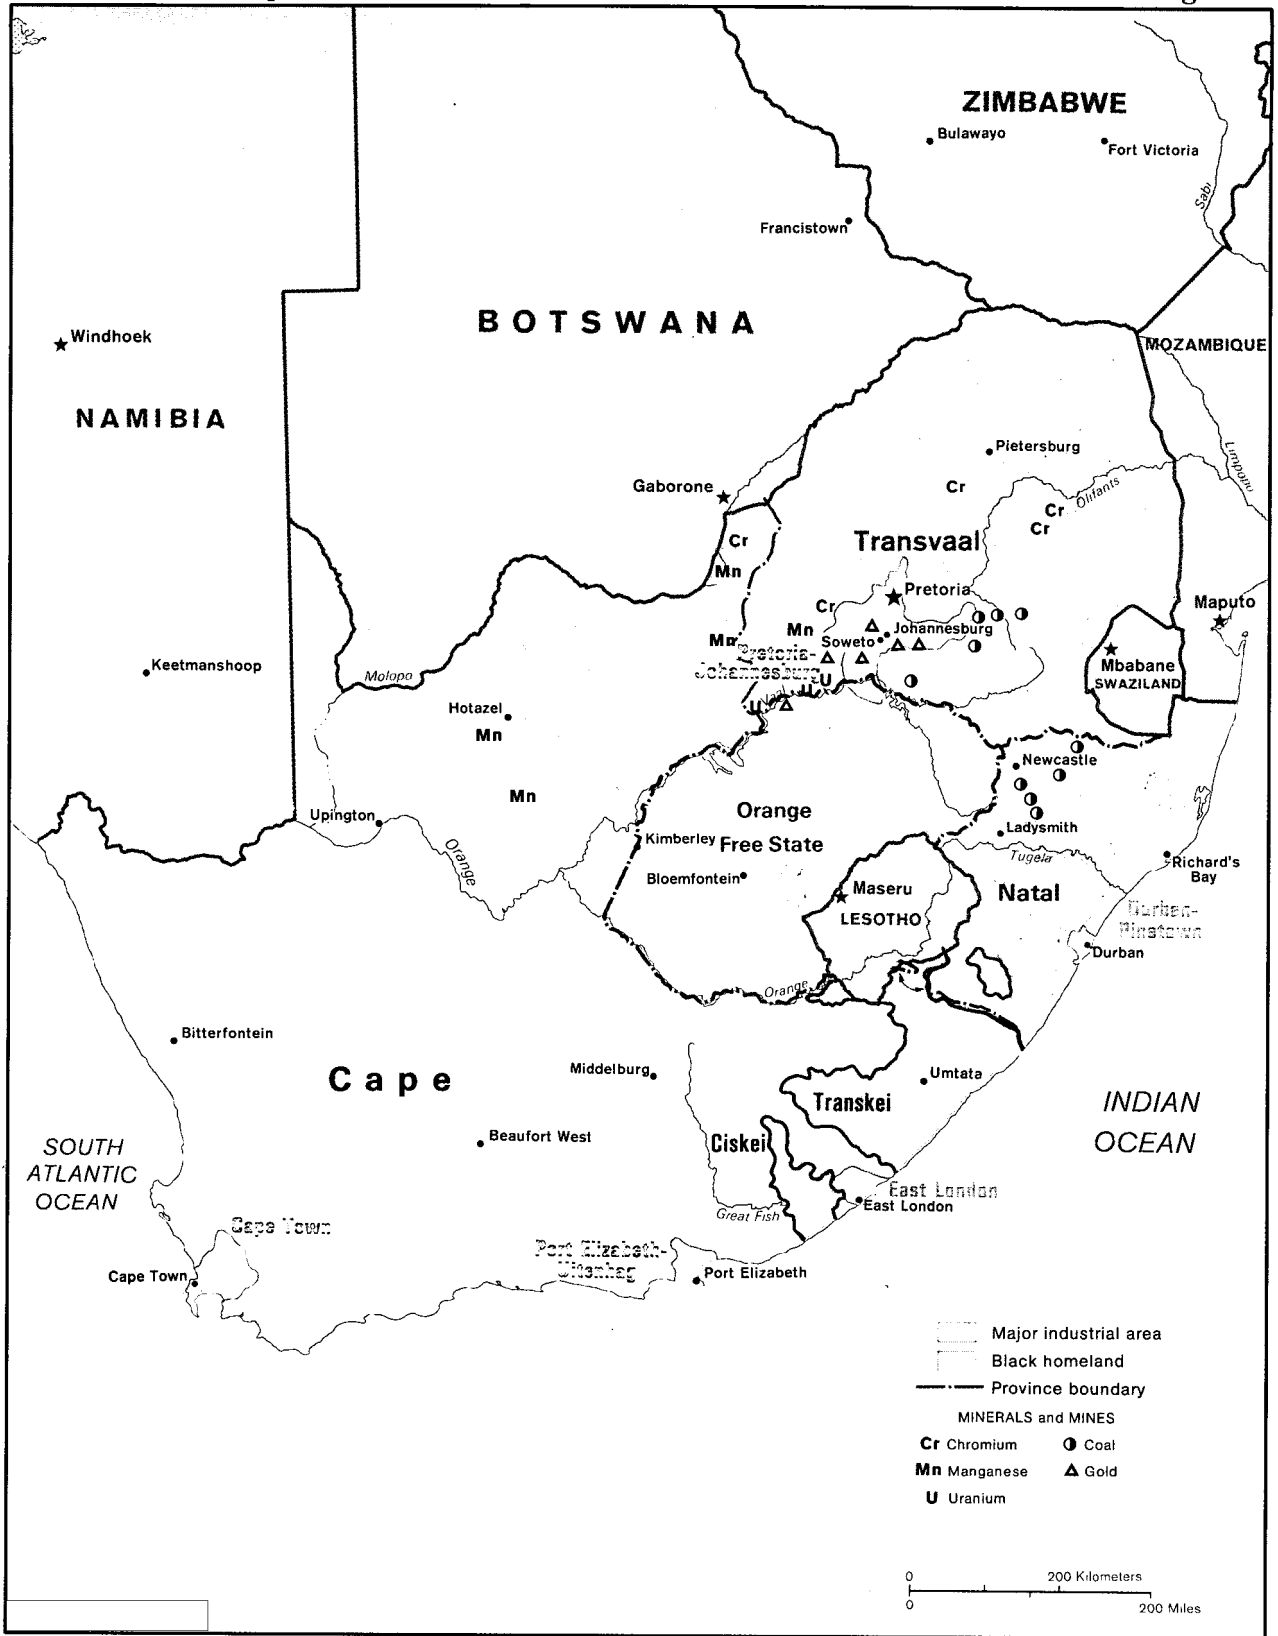 ZIMBABWE
Bulawayo
Fort Victoria
Sabi
Francistown
BOTSWANA
Windhoek
NAMIBIA
MOZAMBIQUE
Limpopo
Pietersburg
Gaborone
Cr
Olifants
Cr
Cr
Cr
Transvaal
Mn
Pretoria
Cr
Maputo
Mn
Johannesburg
Mn
Soweto
Pretoria-
Johannesburg
Keetmanshoop
Molopo
Mbabane
SWAZILAND
U
U
Vaal
U
Hotazel
Mn
Newcastle
Mn
Orange
Free State
Upington
Ladysmith
Kimberley
Orange
Tugela
Richard's
Bay
Bloemfontein
Maseru
LESOTHO
Natal
Durban-
Pinetown
Durban
Orange
Bitterfontein
Cape
Middelburg
Umtata
Transkei
INDIAN
OCEAN
Beaufort West
Ciskei
SOUTH
ATLANTIC
OCEAN
East London
East London
Great Fish
Cape Town
Port Elizabeth-
Uitenhag
Cape Town
Port Elizabeth
Major industrial area
Black homeland
Province boundary
MINERALS and MINES
Cr Chromium
Coal
Mn Manganese
Gold
U Uranium
0 200 Kilometers
0 200 Miles